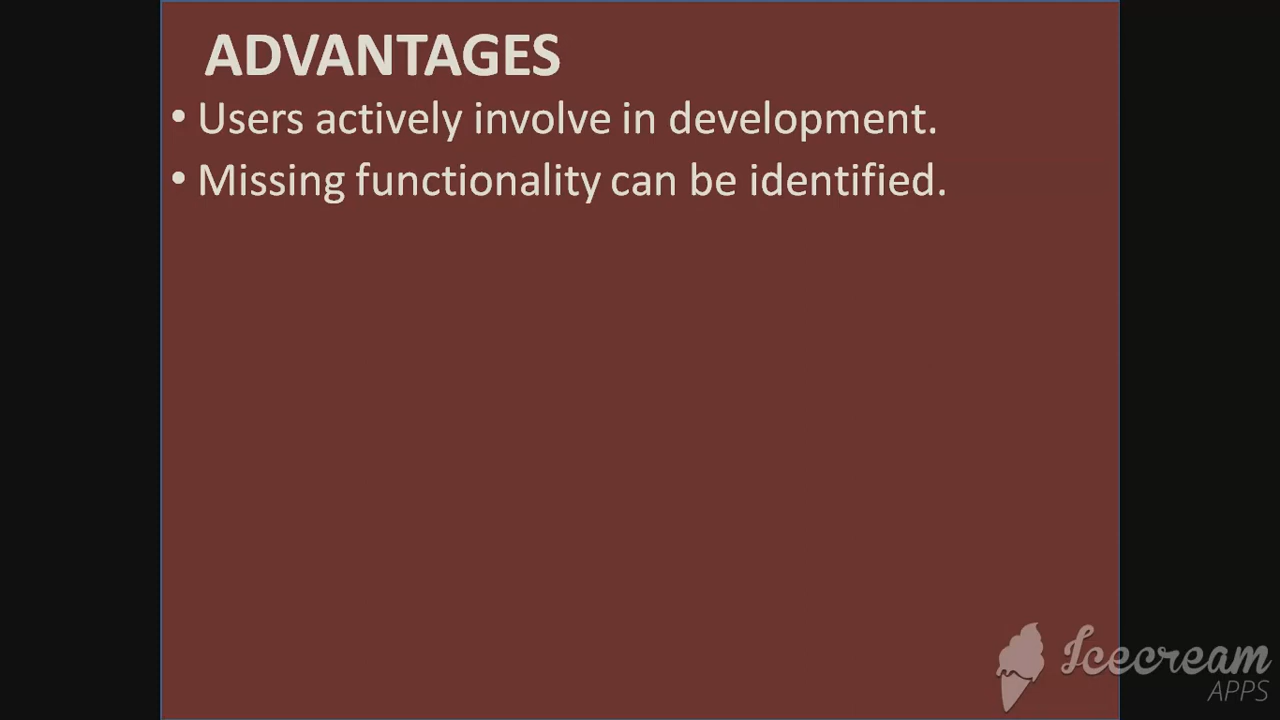 ADVANTAGES
• Users actively involve in development.
• Missing functionality can be identified.
Icecream
APPS